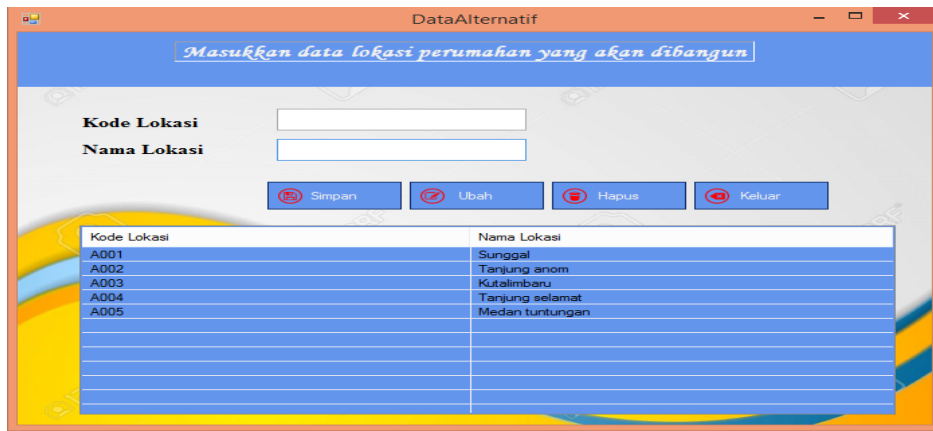 DataAlternatif
Masukkan data lokasi perumahan yang akan dibangun
Kode Lokasi
Nama Lokasi
Simpan Ubah Hapus Keluar
Kode Lokasi Nama Lokasi
A001 Sunggal
A002 Tanjung anom
A003 Kutalimbaru
A004 Tanjung selamat
A005 Medan tuntungan